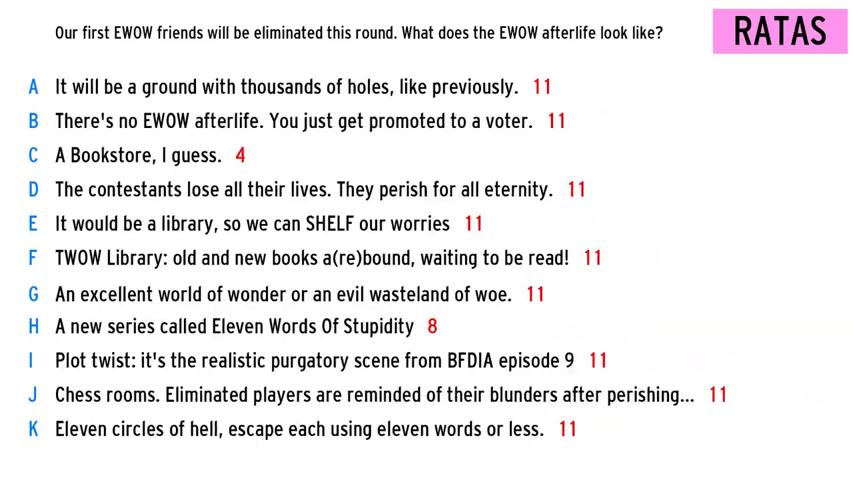 Our first EWOW friends will be eliminated this round. What does the EWOW afterlife look like?
RATAS
A It will be a ground with thousands of holes, like previously. 11
B There's no EWOW afterlife. You just get promoted to a voter. 11
C A Bookstore, I guess. 4
D The contestants lose all their lives. They perish for all eternity. 11
E It would be a library, so we can SHELF our worries 11
F TWOW Library: old and new books a(re)bound, waiting to be read! 11
G An excellent world of wonder or an evil wasteland of woe. 11
H A new series called Eleven Words Of Stupidity 8
I Plot twist: it's the realistic purgatory scene from BFDIA episode 9 11
J Chess rooms. Eliminated players are reminded of their blunders after perishing... 11
K Eleven circles of hell, escape each using eleven words or less. 11